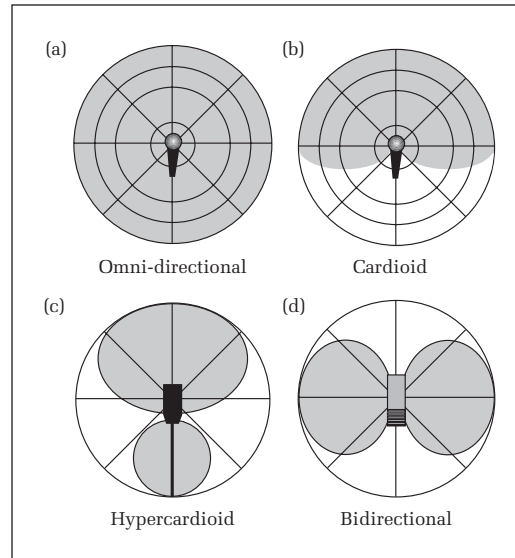 (a)
(b)
Omni-directional
Cardioid
(c)
(d)
Hypercardioid
Bidirectional